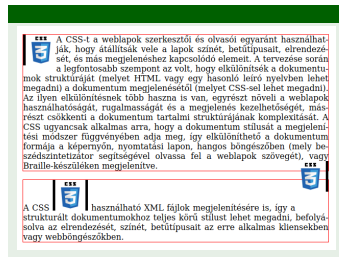 CSS A CSS-t a weblapok szerkesztői és olvasói egyaránt használhat-
ják, hogy átállítsák vele a lapok színét, betűtípusait, elrendezé-
sét, és más megjelenéshez kapcsolódó elemeit. A tervezése során
a legfontosabb szempont az volt, hogy elkülönítsék a dokumentu-
mok struktúráját (melyet HTML vagy egy hasonló leíró nyelvben lehet
megadni) a dokumentum megjelenésétől (melyet CSS-sel lehet megadni).
Az ilyen elkülönítésnek több haszna is van, egyrészt növeli a weblapok
használhatóságát, rugalmasságát és a megjelenés kezelhetőségét, más-
részt csökkenti a dokumentum tartalmi struktúrájának komplexitását. A
CSS ugyancsak alkalmas arra, hogy a dokumentum stílusát a megjelení-
tési módszer függvényében adja meg, így elkülöníthető a dokumentum
formája a képernyőn, nyomtatási lapon, hangos böngészőben (mely be-
szédszintetizátor segítségével olvassa fel a weblapok szövegét), vagy
Braille-készüléken megjelenítve.
CSS
CSS
A CSS használható XML fájlok megjelenítésére is, így a
strukturált dokumentumokhoz teljes körű stílust lehet megadni, befolyá-
solva az elrendezését, színét, betűtípusait az erre alkalmas kliensekben
vagy webböngészőkben.